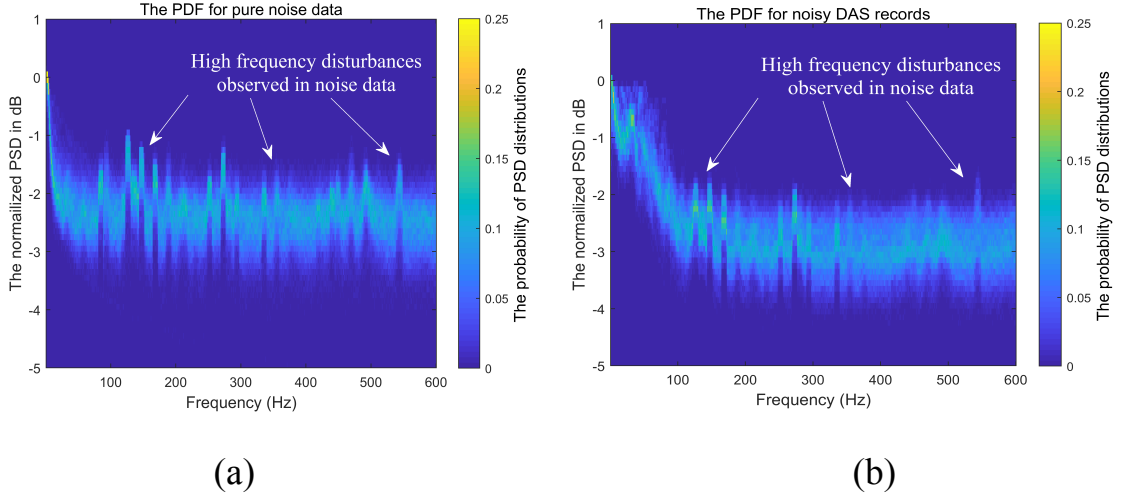 The PDF for pure noise data
1
0
-1
-2
-3
-4
-5
The normailized PSD in dB
High frequency disturbances
observed in noise data
100
200
300
400
500
600
Frequency (Hz)
0.25
0.2
0.15
0.1
0.05
0
The probability of PSD distributions
(a)
The PDF for noisy DAS records
1
0
-1
-2
-3
-4
-5
The normailized PSD in dB
High frequency disturbances
observed in noise data
100
200
300
400
500
600
Frequency (Hz)
0.25
0.2
0.15
0.1
0.05
0
The probability of PSD distributions
(b)